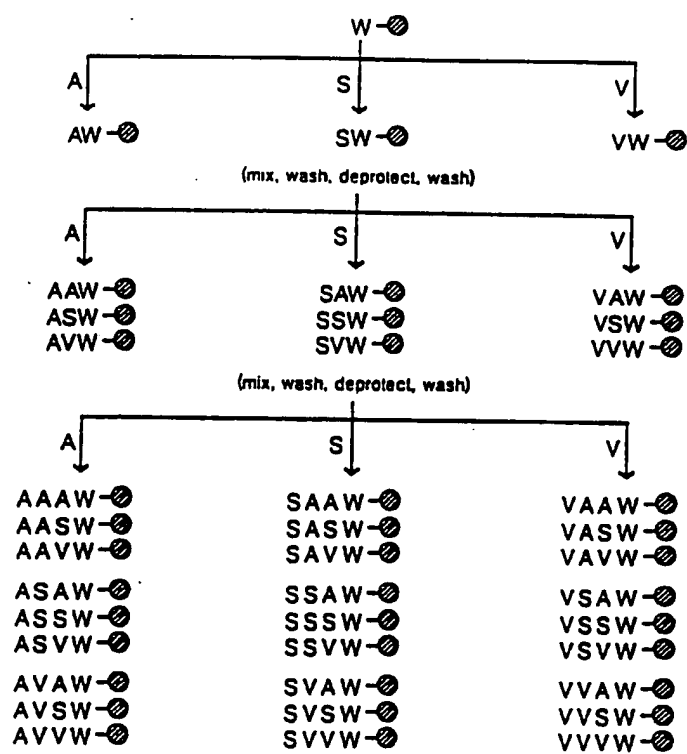 W
A S V
AW SW VW
(mix, wash, deprotect, wash)
A S V
AAW SAW VAW
ASW SSW VSW
AVW SVW VVW
(mix, wash, deprotect, wash)
A S V
AAAW SAAW VAAW
AASW SASW VASW
AAVW SAVW VAVW
ASAW SSAW VSAW
ASSW SSSW VSSW
ASVW SSVW VSVW
AVAW SVAW VVAW
AVSW SVSW VVSW
AVVW SVVW VVVW